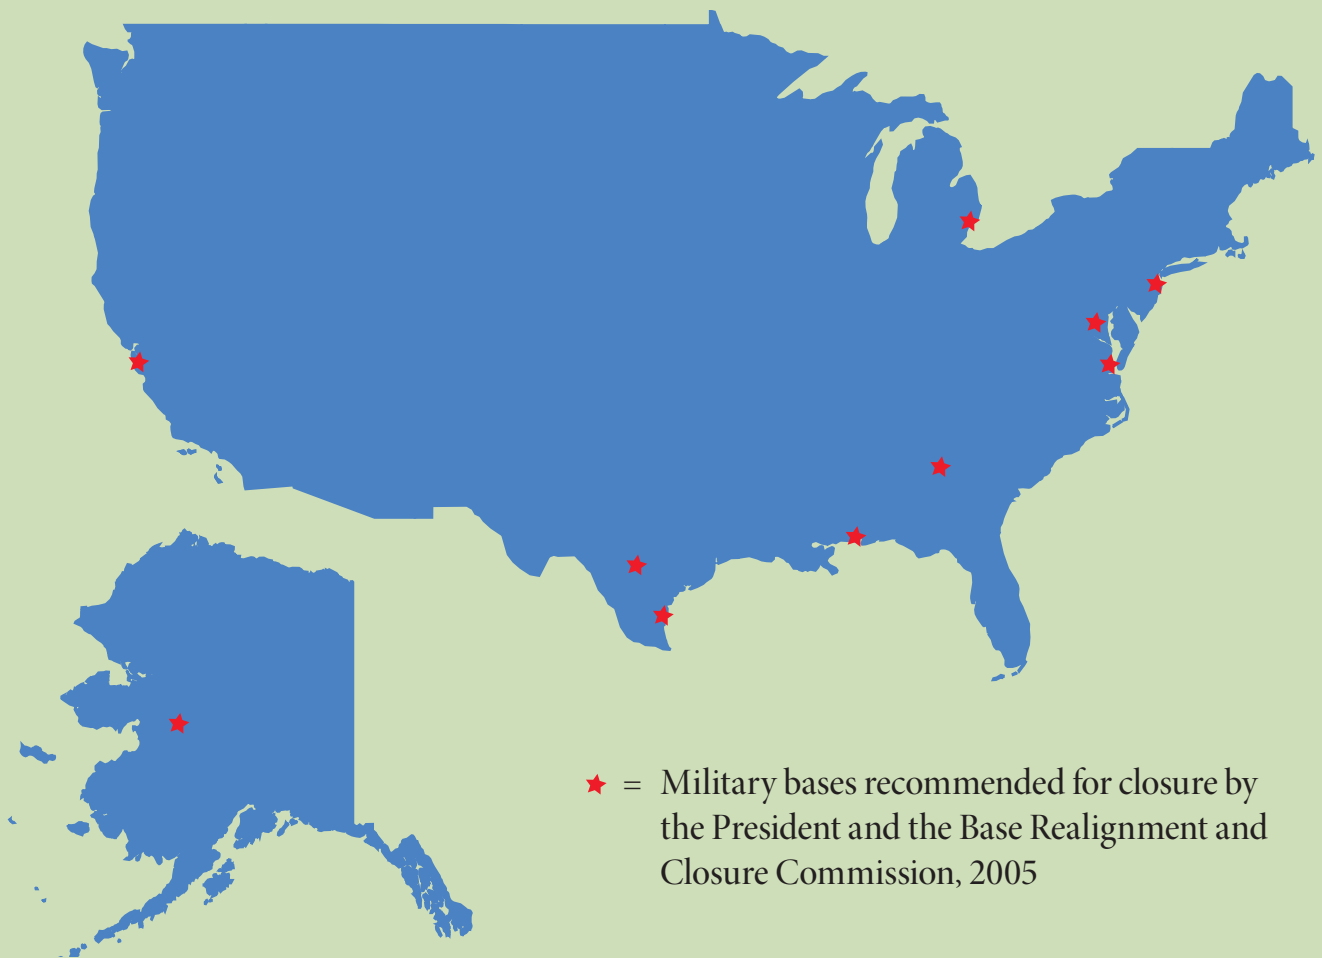 = Military bases recommended for closure by
the President and the Base Realignment and
Closure Commission, 2005